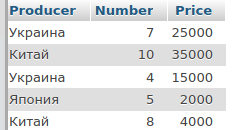 Producer Number Price
Украина 7 25000
Китай 10 35000
Украина 4 15000
Япония 5 2000
Китай 8 4000